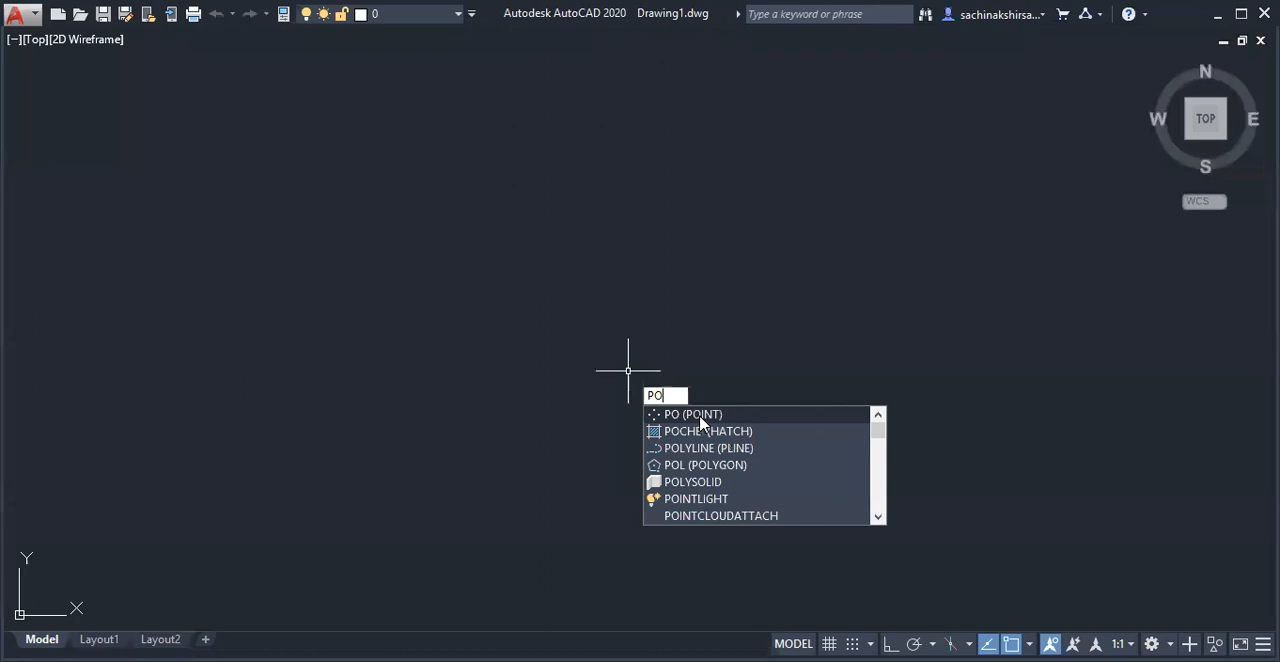 0 Autodesk AutoCAD 2020 Drawing1.dwg Type a keyword or phrase sachinakshirsa... ?
[−][Top][2D Wireframe]
N
W TOP E
S
WCS
PO
PO (POINT)
POCHE (HATCH)
POLYLINE (PLINE)
POL (POLYGON)
POLYSOLID
POINTLIGHT
POINTCLOUDATTACH
Y
X
Model Layout1 Layout2 + MODEL 1:1